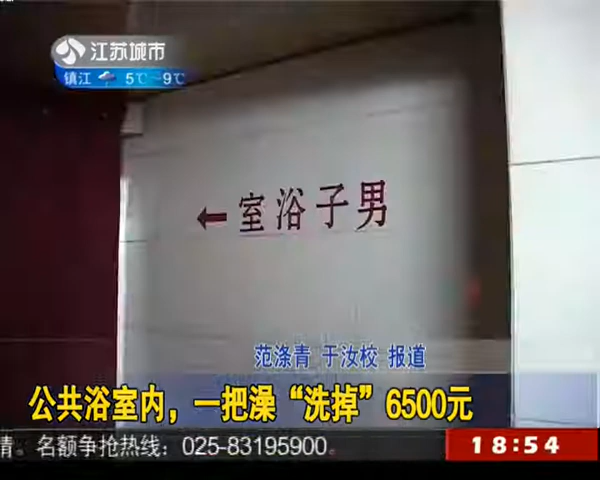 江苏城市
镇江 5℃~9℃
←室浴子男
范涤青 于汝校 报道
公共浴室内，一把澡“洗掉”6500元
情。名额争抢热线：025-83195900。
18:54